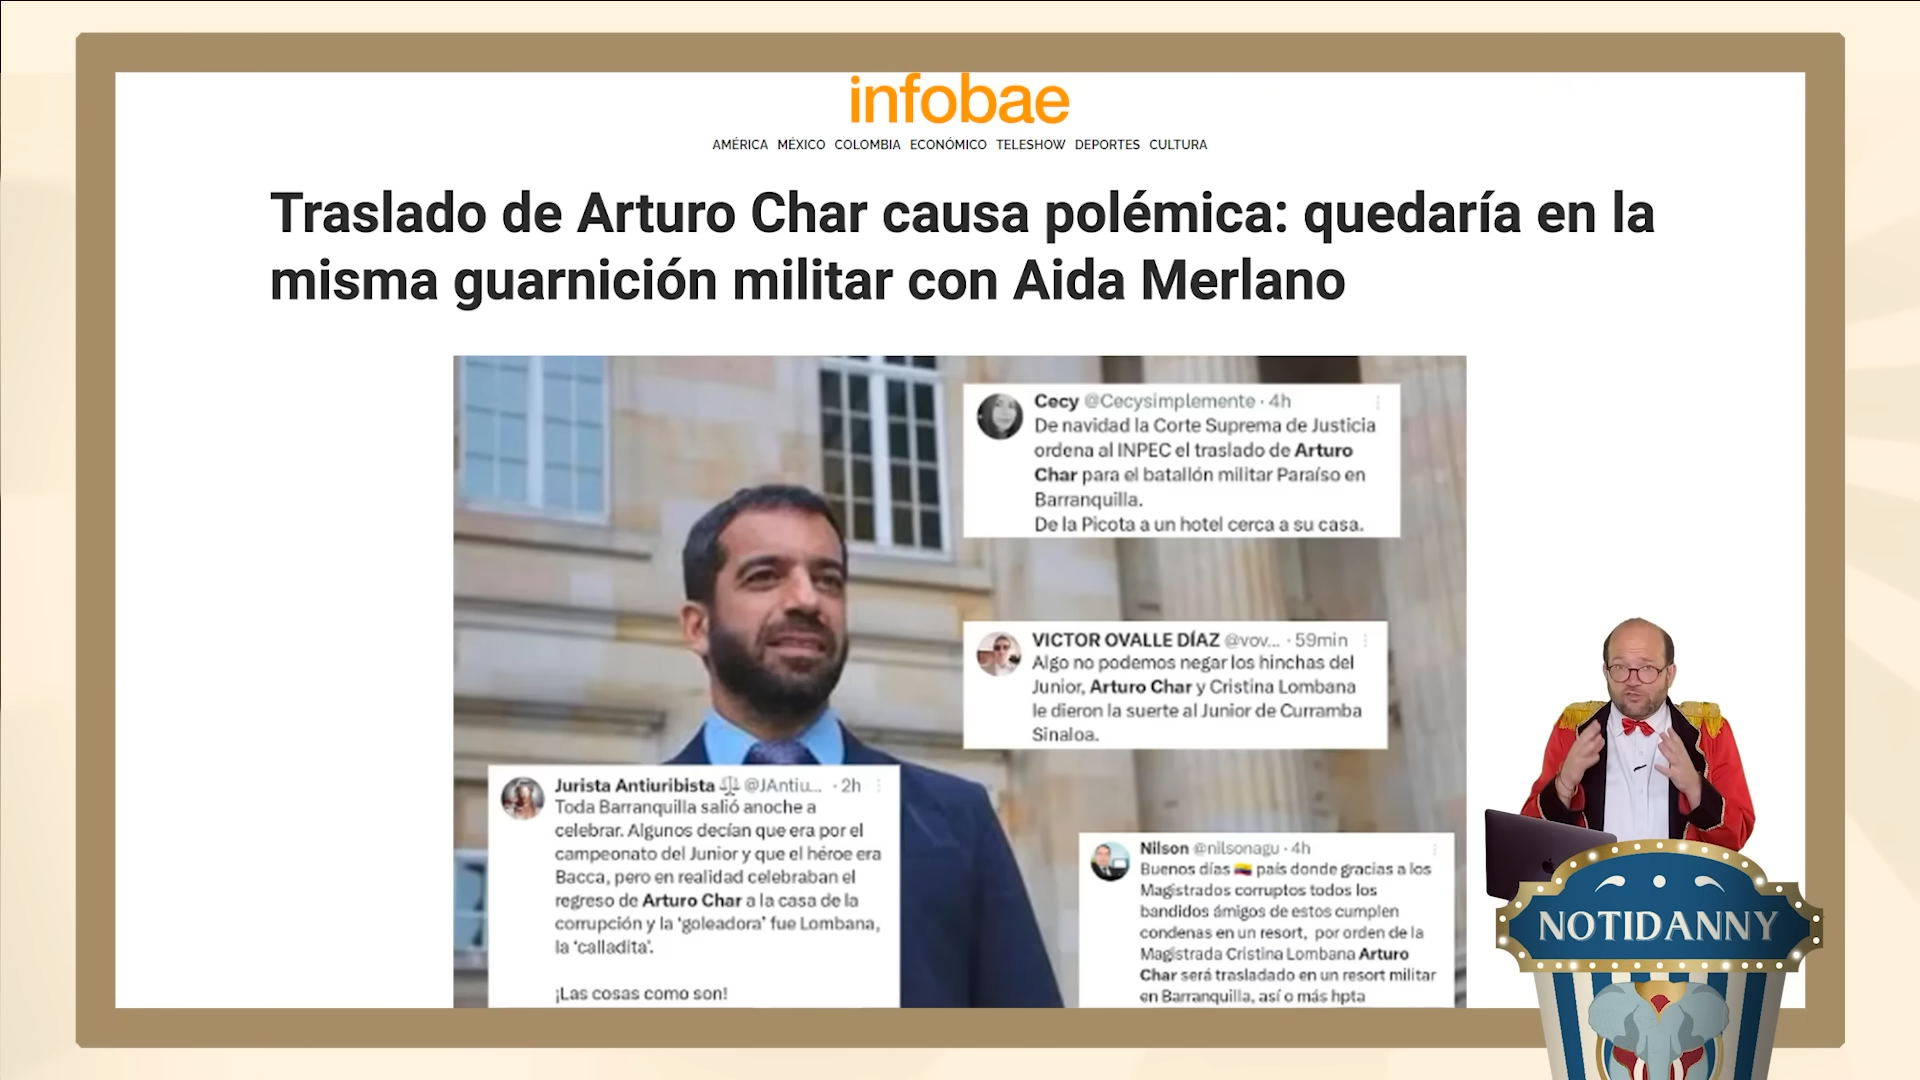 infobae
AMÉRICA MÉXICO COLOMBIA ECONÓMICO TELESHOW DEPORTES CULTURA
Traslado de Arturo Char causa polémica: quedaría en la
misma guarnición militar con Aida Merlano
Cecy @Cecysimplemente · 4h
De navidad la Corte Suprema de Justicia
ordena al INPEC el traslado de Arturo
Char para el batallón militar Paraíso en
Barranquilla.
De la Picota a un hotel cerca a su casa.
VICTOR OVALLE DÍAZ @vov... · 59min
Algo no podemos negar los hinchas del
Junior, Arturo Char y Cristina Lombana
le dieron la suerte al Junior de Curramba
Sinaloa.
Jurista Antiuribista @JAntiu... · 2h
Toda Barranquilla salió anoche a
celebrar. Algunos decían que era por el
campeonato del Junior y que el héroe era
Bacca, pero en realidad celebraban el
regreso de Arturo Char a la casa de la
corrupción y la 'goleadora' fue Lombana,
la 'calladita'.
¡Las cosas como son!
Nilson @nilsonagu · 4h
Buenos días país donde gracias a los
Magistrados corruptos todos los
bandidos ámigos de estos cumplen
condenas en un resort, por orden de la
Magistrada Cristina Lombana Arturo
Char será trasladado en un resort militar
en Barranquilla, así o más hpta
NOTIDANNY